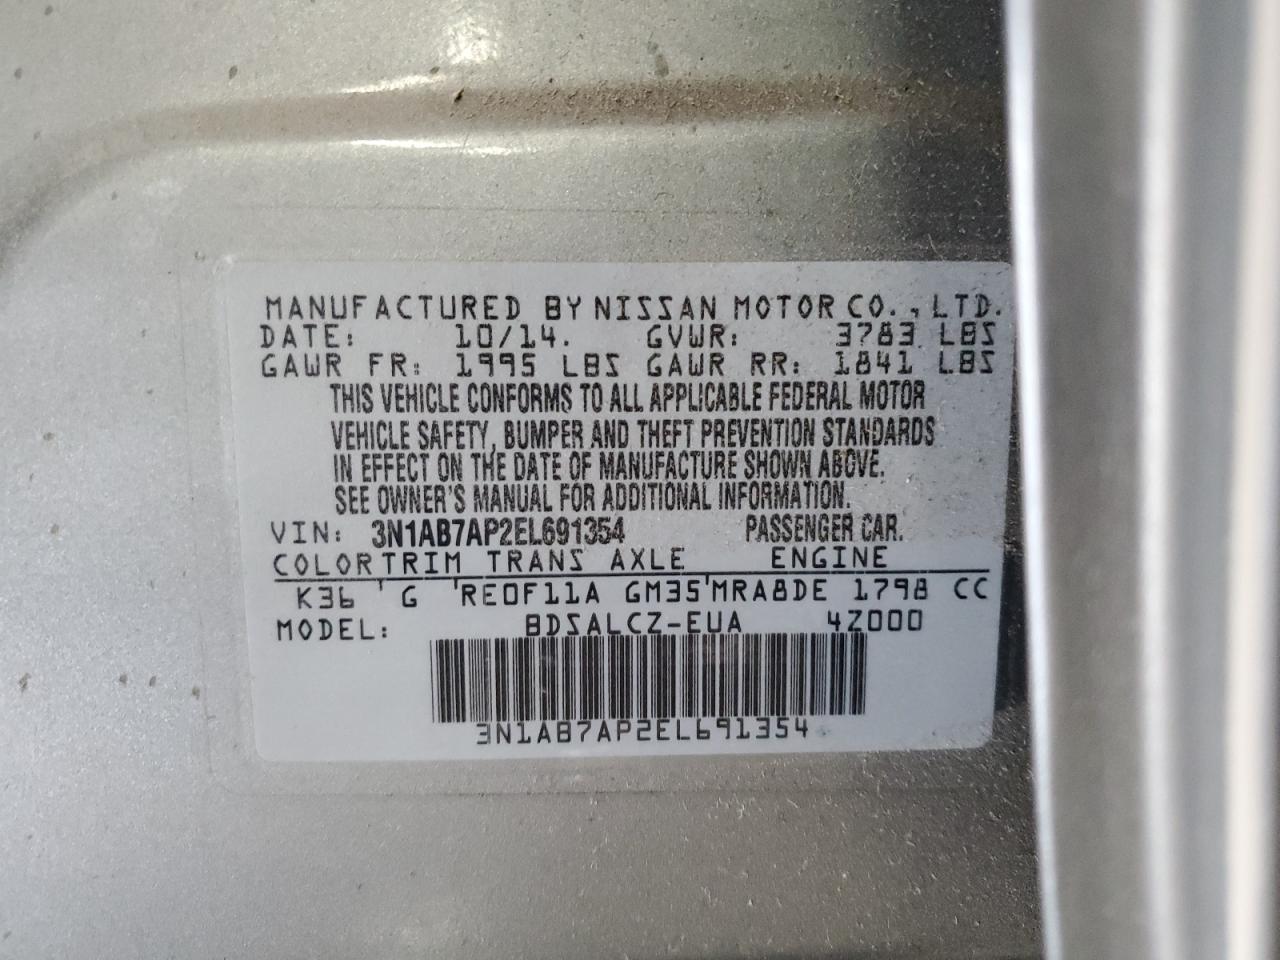 MANUFACTURED BY NISSAN MOTOR CO., LTD.
DATE: 10/14. GVWR: 3783 LBS
GAWR FR: 1995 LBS GAWR RR: 1841 LBS
THIS VEHICLE CONFORMS TO ALL APPLICABLE FEDERAL MOTOR
VEHICLE SAFETY, BUMPER AND THEFT PREVENTION STANDARDS
IN EFFECT ON THE DATE OF MANUFACTURE SHOWN ABOVE.
SEE OWNER'S MANUAL FOR ADDITIONAL INFORMATION.
VIN: 3N1AB7AP2EL691354 PASSENGER CAR.
COLOR TRIM TRANS AXLE ENGINE
K36 G RE0F11A GM35 MRA8DE 1798 CC
MODEL: BDSALCZ-EUA 4Z000
3N1AB7AP2EL691354